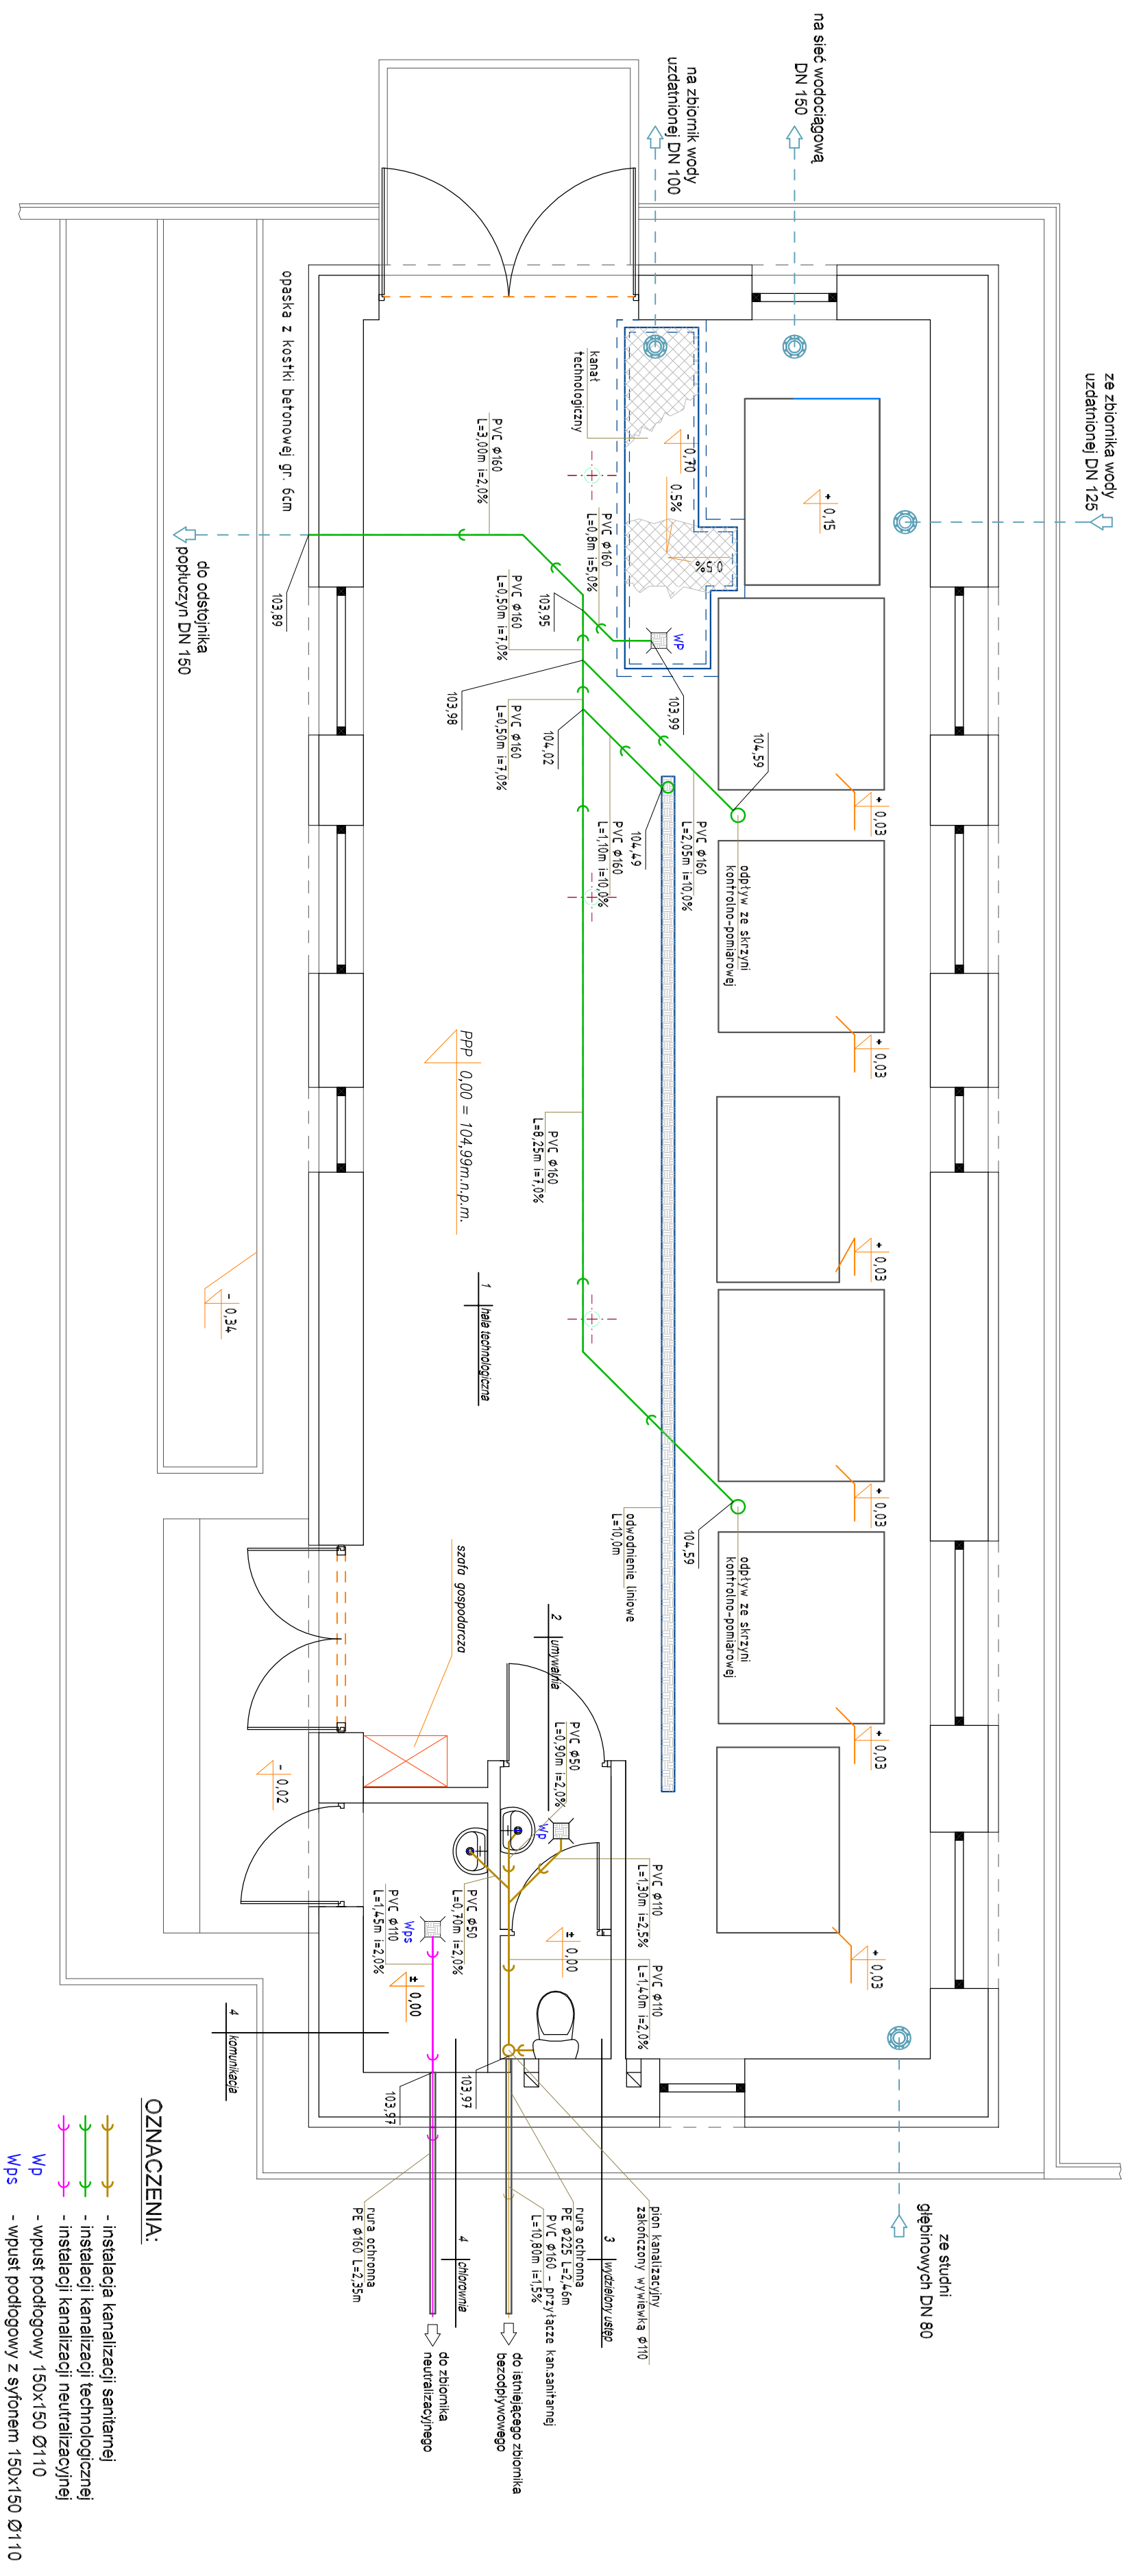 na sieć wodociągową
DN 150
na zbiornik wody
uzdatnionej DN 100
ze zbiornika wody
uzdatnionej DN 125
opaska z kostki betonowej gr. 6cm
kanał
technologiczny
- 0,70
0.5%
0.5%
+ 0,15
PVC ϕ160
L=3,00m i=2,0%
PVC ϕ160
L=0,8m i=5,0%
PVC ϕ160
L=0,50m i=7,0%
103,95
WP
103,99
103,89
do odstojnika
popłuczyn DN 150
103,98
PVC ϕ160
L=0,50m i=7,0%
104,02
104,59
+ 0,03
PVC ϕ160
L=2,05m i=10,0%
104,49
PVC ϕ160
L=1,10m i=10,0%
odpływ ze skrzyni
kontrolno-pomiarowej
+ 0,03
PPP 0,00 = 104,99m.n.p.m.
PVC ϕ160
L=8,25m i=7,0%
+ 0,03
- 0,34
1
hala technologiczna
+ 0,03
odwodnienie liniowe
L=10,0m
104,59
odpływ ze skrzyni
kontrolno-pomiarowej
szafa gospodarcza
2
umywalnia
+ 0,03
- 0,02
PVC ϕ50
L=0,90m i=2,0%
Wp
PVC ϕ110
L=1,30m i=2,5%
PVC ϕ50
L=0,70m i=2,0%
PVC ϕ110
L=1,45m i=2,0%
Wps
± 0,00
± 0,00
PVC ϕ110
L=1,40m i=2,0%
+ 0,03
4
komunikacja
103,97
103,97
ze studni
głębinowych DN 80
pion kanalizacyjny
zakończony wywiewką ϕ110
3
wydzielony ustęp
rura ochronna
PE ϕ225 L=2,46m
PVC ϕ160 - przyłącze kan.sanitarnej
L=10,80m i=1,5%
4
chlorownia
rura ochronna
PE ϕ160 L=2,35m
do istniejącego zbiornika
bezodpływowego
do zbiornika
neutralizacyjnego
OZNACZENIA:
- instalacja kanalizacji sanitarnej
- instalacji kanalizacji technologicznej
- instalacji kanalizacji neutralizacyjnej
Wp - wpust podłogowy 150x150 Ø110
Wps - wpust podłogowy z syfonem 150x150 Ø110